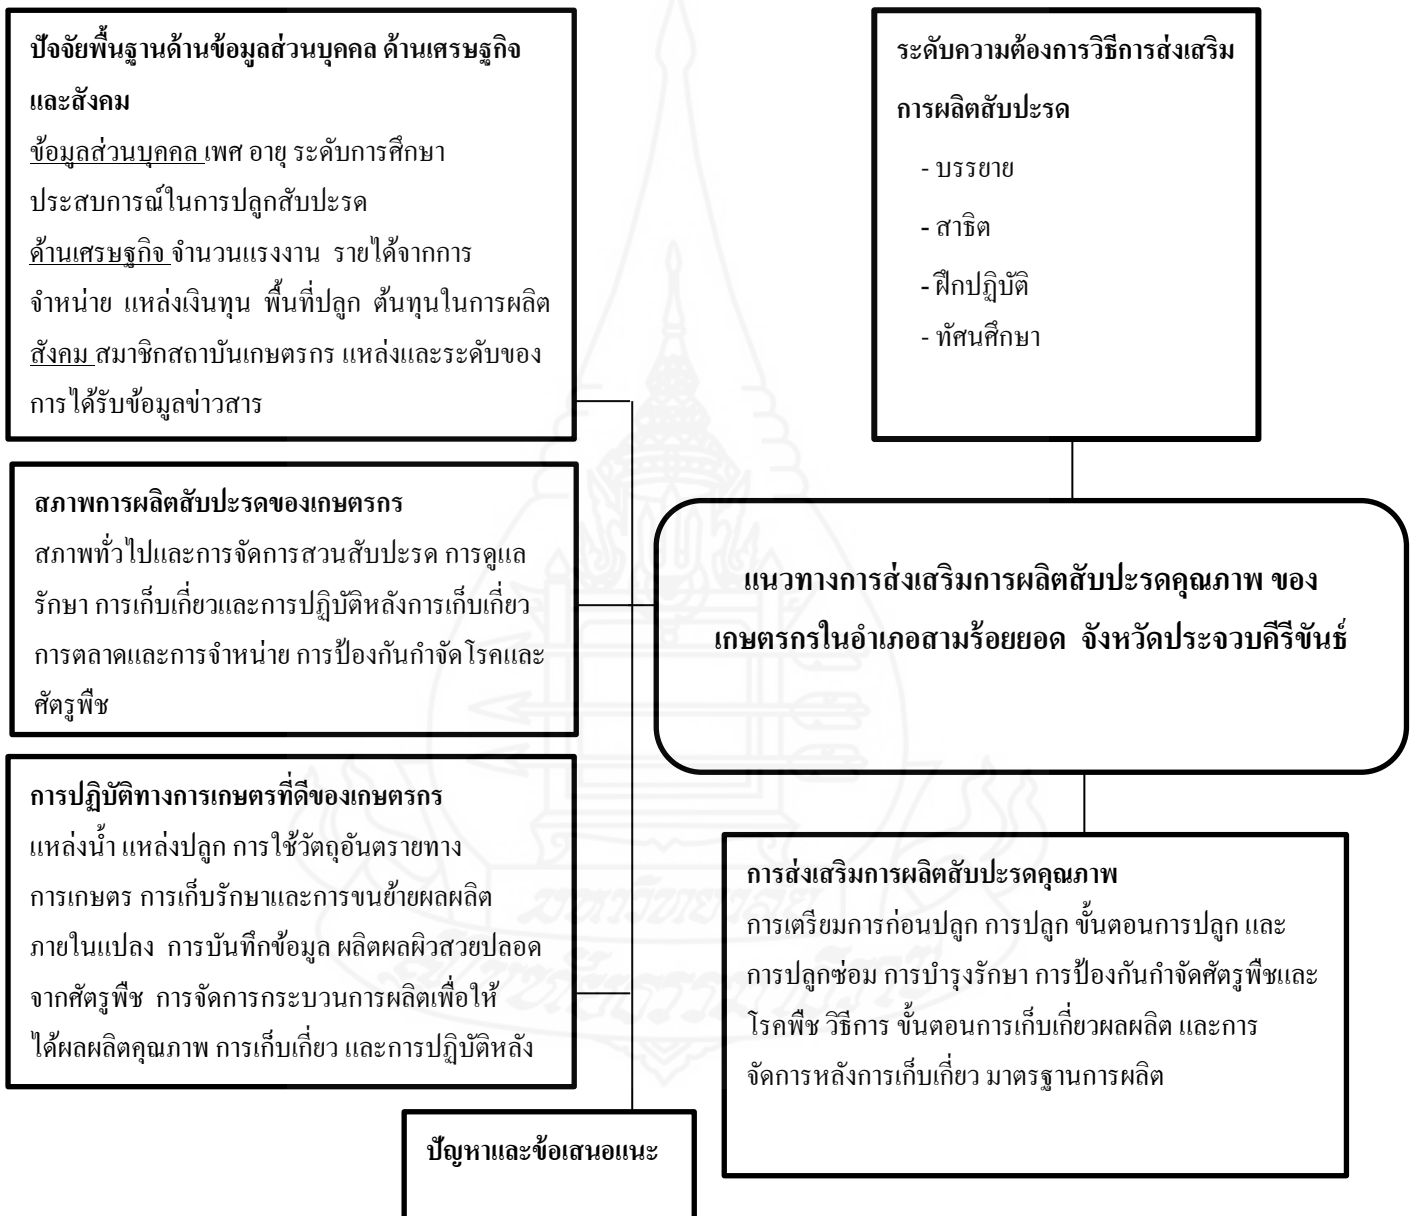 ปัจจัยพื้นฐานด้านข้อมูลส่วนบุคคล ด้านเศรษฐกิจ
และสังคม
ข้อมูลส่วนบุคคล เพศ อายุ ระดับการศึกษา
ประสบการณ์ในการปลูกสับปะรด
ด้านเศรษฐกิจ จำนวนแรงงาน รายได้จากการ
จำหน่าย แหล่งเงินทุน พื้นที่ปลูก ต้นทุนในการผลิต
สังคม สมาชิกสถาบันเกษตรกร แหล่งและระดับของ
การได้รับข้อมูลข่าวสาร
ระดับความต้องการวิธีการส่งเสริม
การผลิตสับปะรด
- บรรยาย
- สาธิต
- ฝึกปฏิบัติ
- ทัศนศึกษา
สภาพการผลิตสับปะรดของเกษตรกร
สภาพทั่วไปและการจัดการสวนสับปะรด การดูแล
รักษา การเก็บเกี่ยวและการปฏิบัติหลังการเก็บเกี่ยว
การตลาดและการจำหน่าย การป้องกันกำจัดโรคและ
ศัตรูพืช
แนวทางการส่งเสริมการผลิตสับปะรดคุณภาพ ของ
เกษตรกรในอำเภอสามร้อยยอด จังหวัดประจวบคีรีขันธ์
การปฏิบัติทางการเกษตรที่ดีของเกษตรกร
แหล่งน้ำ แหล่งปลูก การใช้วัตถุอันตรายทาง
การเกษตร การเก็บรักษาและการขนย้ายผลผลิต
ภายในแปลง การบันทึกข้อมูล ผลิตผลผิวสวยปลอด
จากศัตรูพืช การจัดการกระบวนการผลิตเพื่อให้
ได้ผลผลิตคุณภาพ การเก็บเกี่ยว และการปฏิบัติหลัง
การส่งเสริมการผลิตสับปะรดคุณภาพ
การเตรียมการก่อนปลูก การปลูก ขั้นตอนการปลูก และ
การปลูกซ่อม การบำรุงรักษา การป้องกันกำจัดศัตรูพืชและ
โรคพืช วิธีการ ขั้นตอนการเก็บเกี่ยวผลผลิต และการ
จัดการหลังการเก็บเกี่ยว มาตรฐานการผลิต
ปัญหาและข้อเสนอแนะ
มหาวิทยาลัย
สุโขทัยธรรมาธิราช